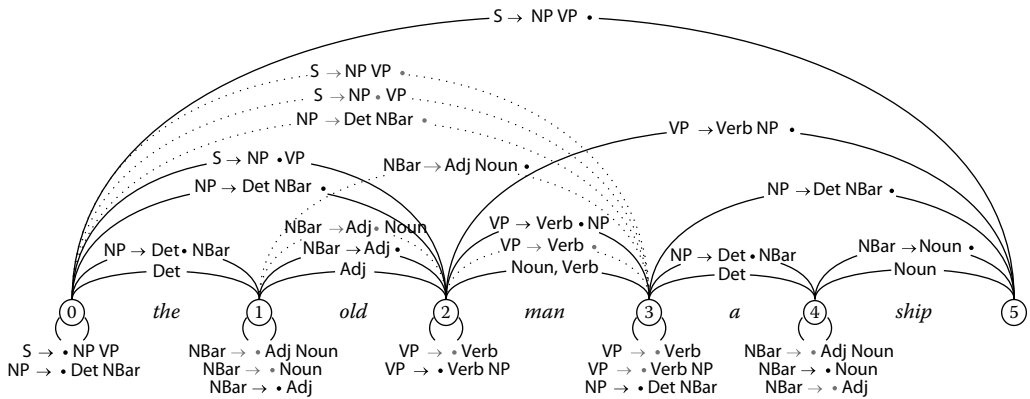 S → NP VP •
S → NP VP •
S → NP • VP
NP → Det NBar •
VP → Verb NP •
S → NP • VP
NBar → Adj Noun •
NP → Det NBar •
NP → Det NBar •
NBar → Adj • Noun
VP → Verb • NP
NP → Det • NBar
NBar → Adj •
VP → Verb •
NP → Det • NBar
NBar → Noun •
Det
Adj
Noun, Verb
Det
Noun
0 the 1 old 2 man 3 a 4 ship 5
S → • NP VP
NP → • Det NBar
NBar → • Adj Noun
NBar → • Noun
NBar → • Adj
VP → • Verb
VP → • Verb NP
VP → • Verb
VP → • Verb NP
NP → • Det NBar
NBar → • Adj Noun
NBar → • Noun
NBar → • Adj